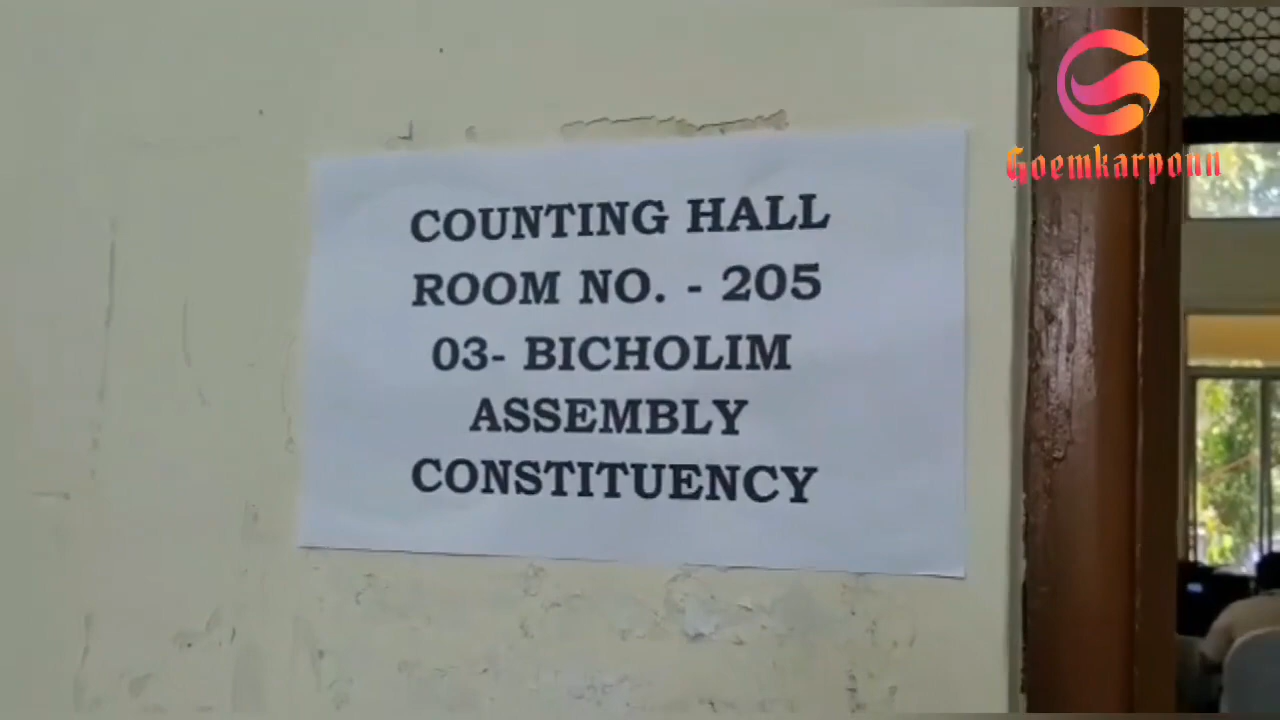 COUNTING HALL
ROOM NO. - 205
03- BICHOLIM
ASSEMBLY
CONSTITUENCY
Goemkarponn